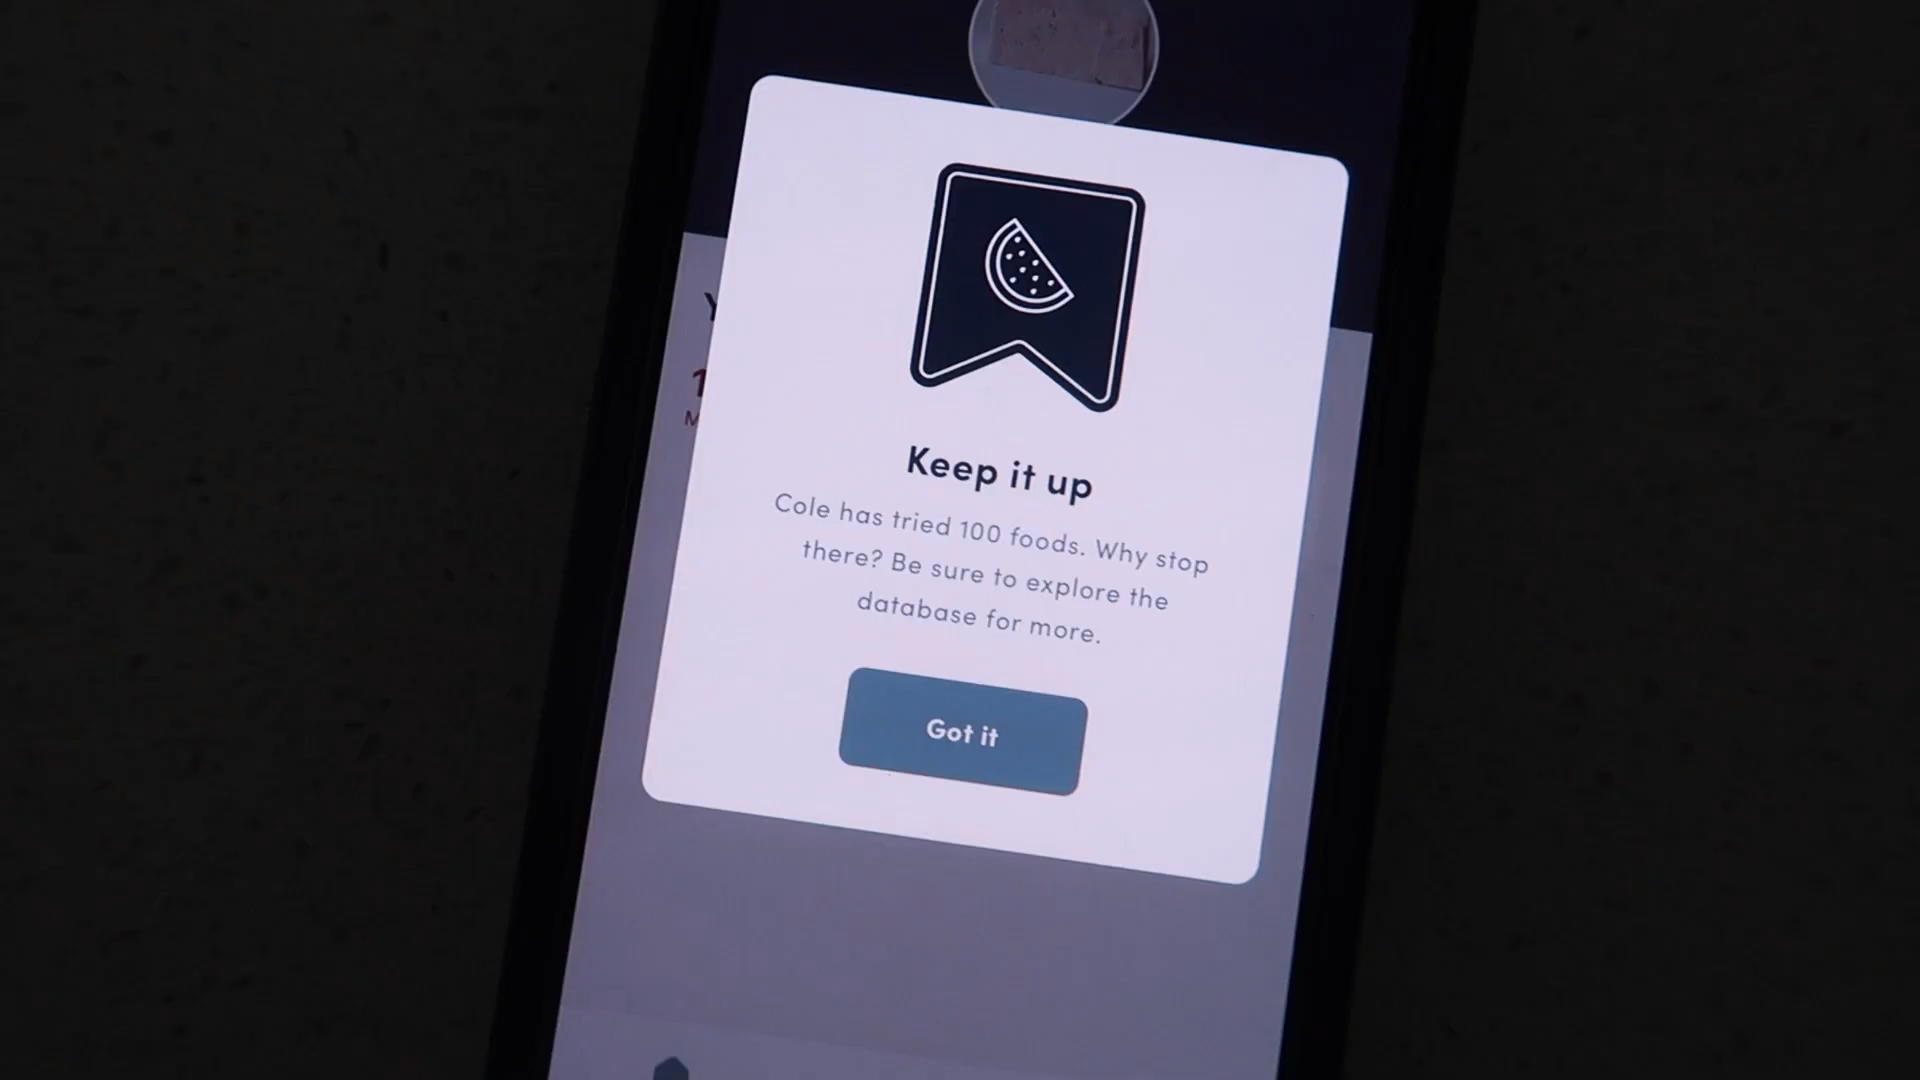 Keep it up
Cole has tried 100 foods. Why stop
there? Be sure to explore the
database for more.
Got it